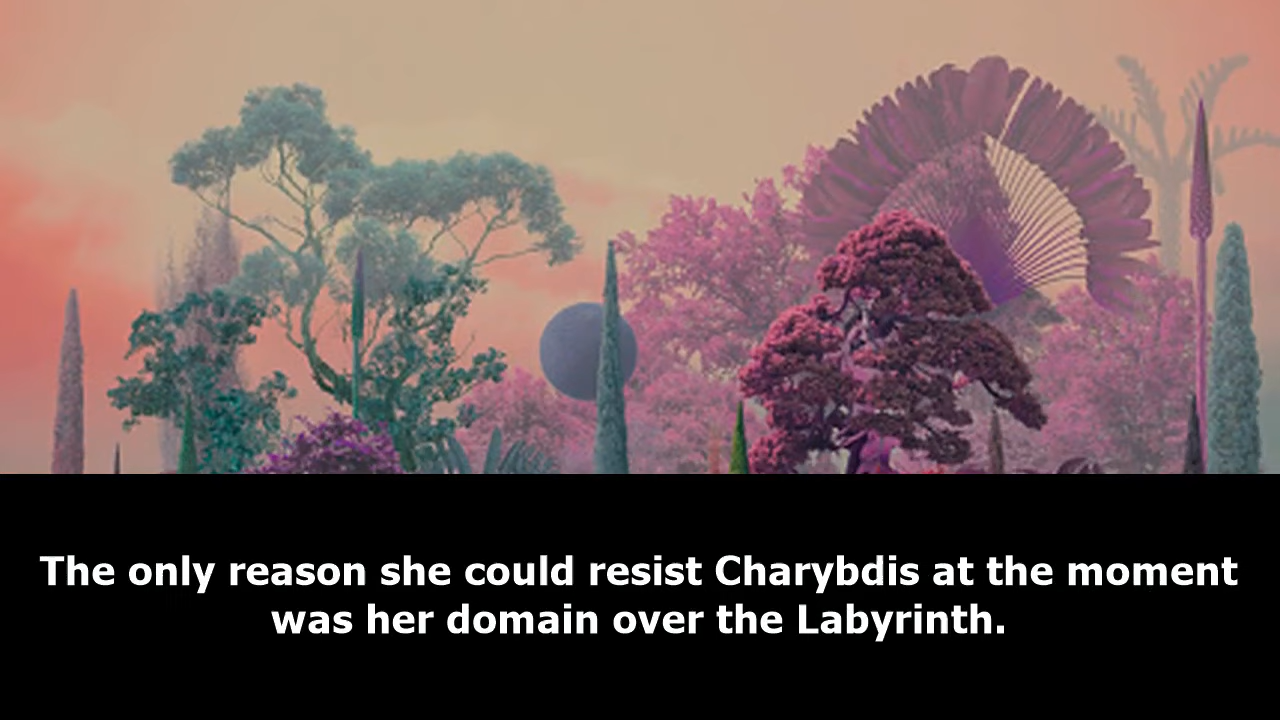 The only reason she could resist Charybdis at the moment
was her domain over the Labyrinth.